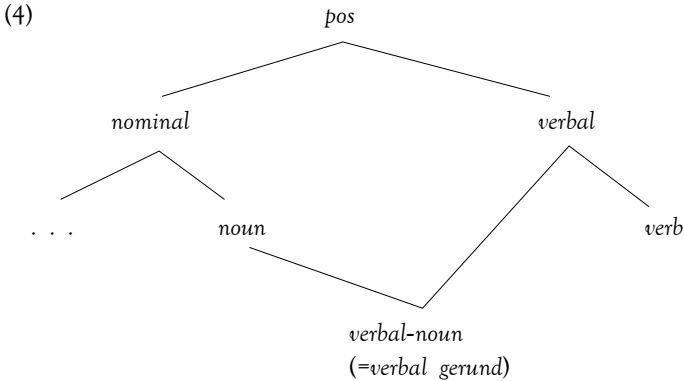 (4)
pos
nominal verbal
. . . noun verb
verbal-noun
(=verbal gerund)